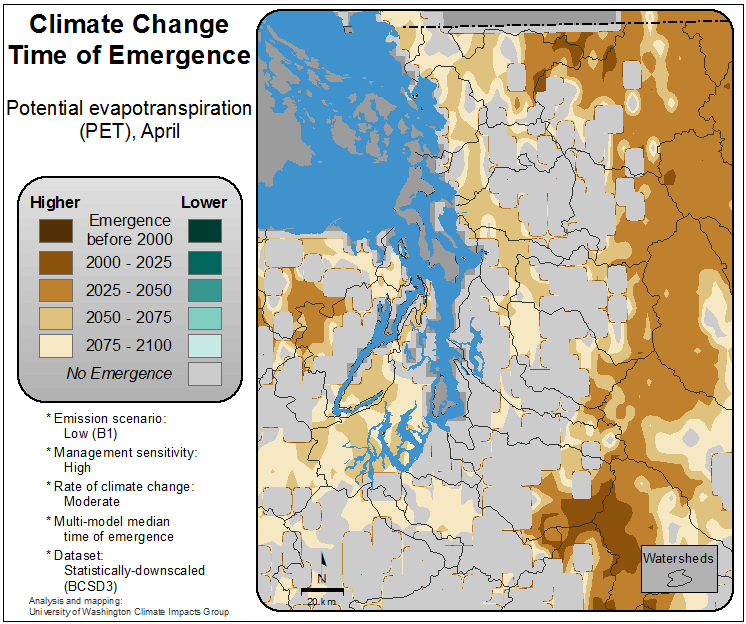 Climate Change
Time of Emergence
Potential evapotranspiration
(PET), April
Higher
Lower
Emergence
before 2000
2000 - 2025
2025 - 2050
2050 - 2075
2075 - 2100
No Emergence
* Emission scenario:
Low (B1)
* Management sensitivity:
High
* Rate of climate change:
Moderate
* Multi-model median
time of emergence
* Dataset:
Statistically-downscaled
(BCSD3)
Analysis and mapping:
University of Washington Climate Impacts Group
N
20 km
Watersheds